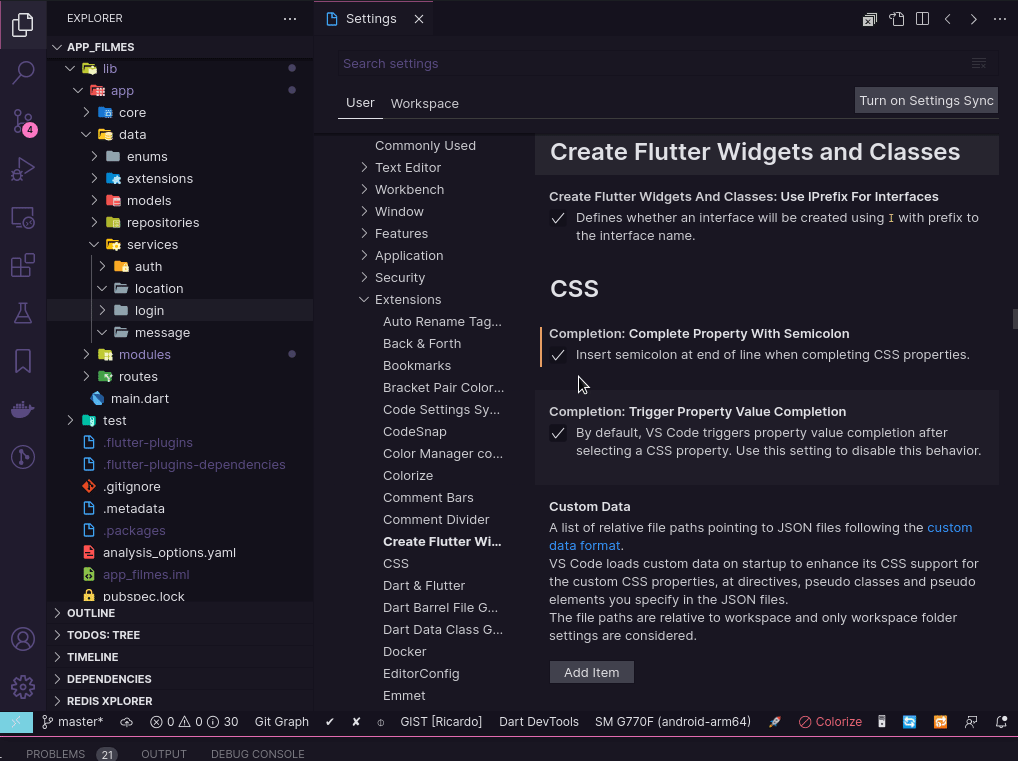 EXPLORER
APP_FILMES
lib
app
core
data
enums
extensions
models
repositories
services
auth
location
login
message
modules
routes
main.dart
test
.flutter-plugins
.flutter-plugins-dependencies
.gitignore
.metadata
.packages
analysis_options.yaml
app_filmes.iml
pubspec.lock
OUTLINE
TODOS: TREE
TIMELINE
DEPENDENCIES
REDIS XPLORER
4
Settings
Search settings
User
Workspace
Turn on Settings Sync
Commonly Used
Text Editor
Workbench
Window
Features
Application
Security
Extensions
Auto Rename Tag...
Back & Forth
Bookmarks
Bracket Pair Color...
Code Settings Sy...
CodeSnap
Color Manager co...
Colorize
Comment Bars
Comment Divider
Create Flutter Wi...
CSS
Dart & Flutter
Dart Barrel File G...
Dart Data Class G...
Docker
EditorConfig
Emmet
Create Flutter Widgets and Classes
Create Flutter Widgets And Classes: Use IPrefix For Interfaces
Defines whether an interface will be created using I with prefix to
the interface name.
CSS
Completion: Complete Property With Semicolon
Insert semicolon at end of line when completing CSS properties.
Completion: Trigger Property Value Completion
By default, VS Code triggers property value completion after
selecting a CSS property. Use this setting to disable this behavior.
Custom Data
A list of relative file paths pointing to JSON files following the custom
data format.
VS Code loads custom data on startup to enhance its CSS support for
the custom CSS properties, at directives, pseudo classes and pseudo
elements you specify in the JSON files.
The file paths are relative to workspace and only workspace folder
settings are considered.
Add Item
master* 0 0 30 Git Graph GIST [Ricardo] Dart DevTools SM G770F (android-arm64) Colorize
PROBLEMS 21 OUTPUT DEBUG CONSOLE